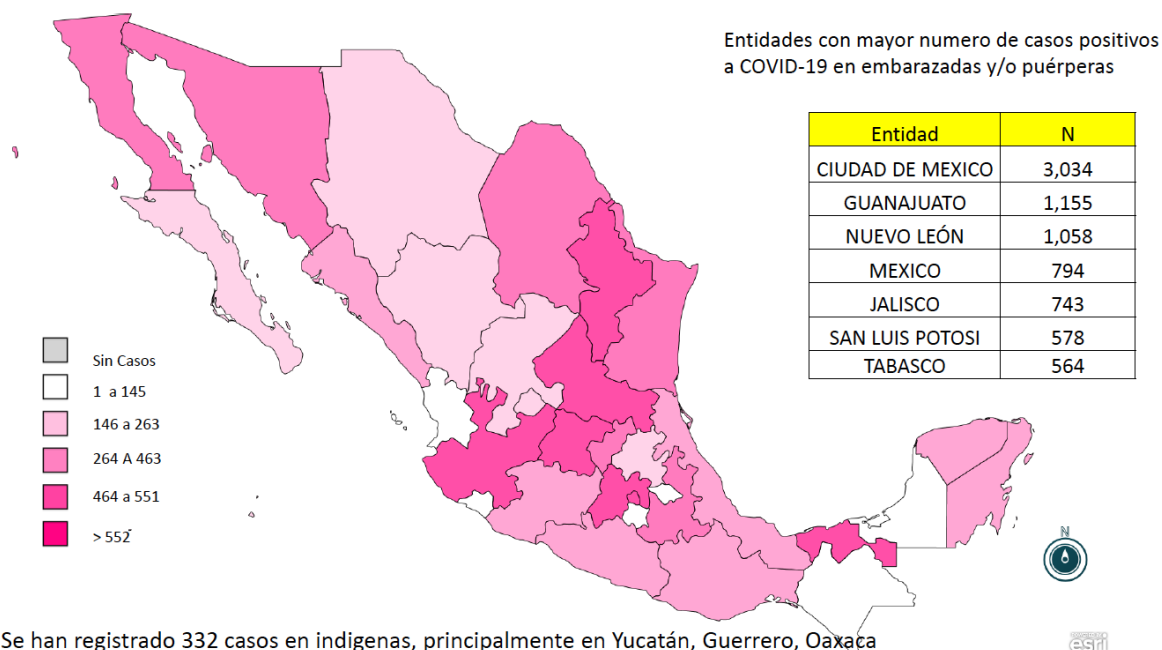 Entidades con mayor numero de casos positivos
a COVID-19 en embarazadas y/o puérperas
Entidad N
CIUDAD DE MEXICO 3,034
GUANAJUATO 1,155
NUEVO LEÓN 1,058
MEXICO 794
JALISCO 743
SAN LUIS POTOSI 578
TABASCO 564
Sin Casos
1 a 145
146 a 263
264 A 463
464 a 551
> 552
N
Se han registrado 332 casos en indigenas, principalmente en Yucatán, Guerrero, Oaxaca
esri